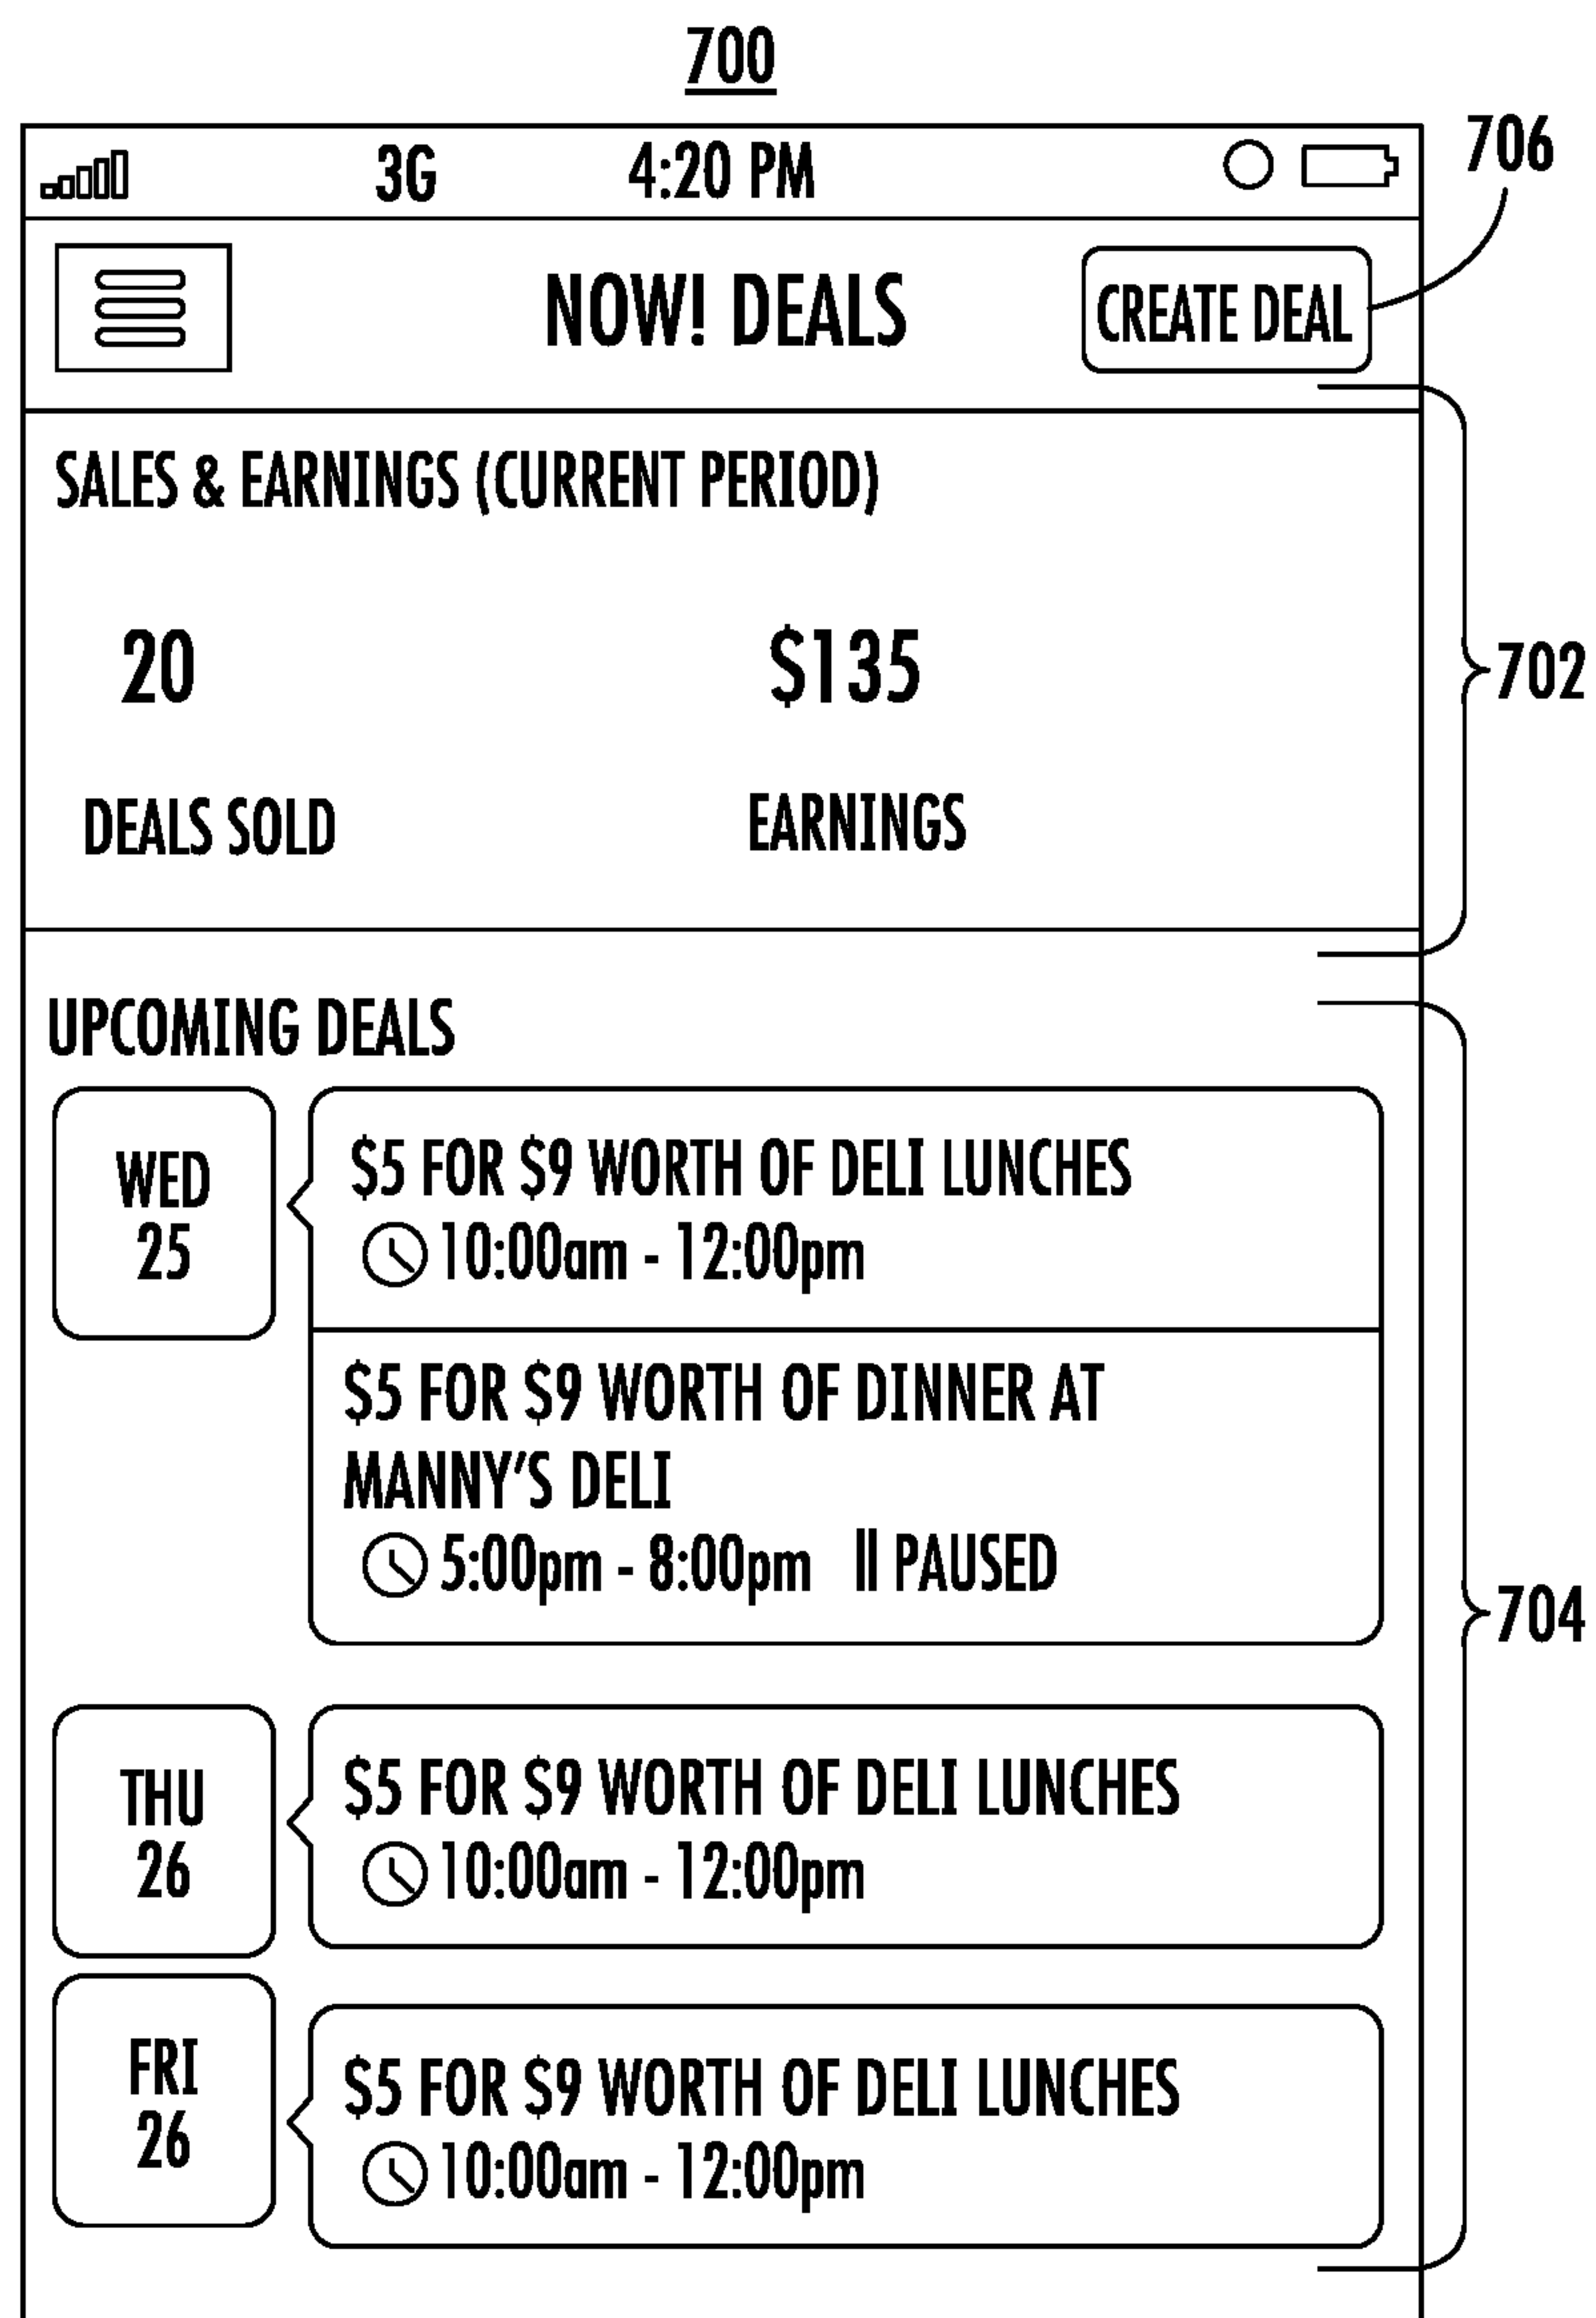 700
706
3G 4:20 PM
NOW! DEALS CREATE DEAL
SALES & EARNINGS (CURRENT PERIOD)
20 $135
702
DEALS SOLD EARNINGS
UPCOMING DEALS
WED
25
$5 FOR $9 WORTH OF DELI LUNCHES
10:00am - 12:00pm
$5 FOR $9 WORTH OF DINNER AT
MANNY'S DELI
5:00pm - 8:00pm || PAUSED
704
THU
26
$5 FOR $9 WORTH OF DELI LUNCHES
10:00am - 12:00pm
FRI
26
$5 FOR $9 WORTH OF DELI LUNCHES
10:00am - 12:00pm